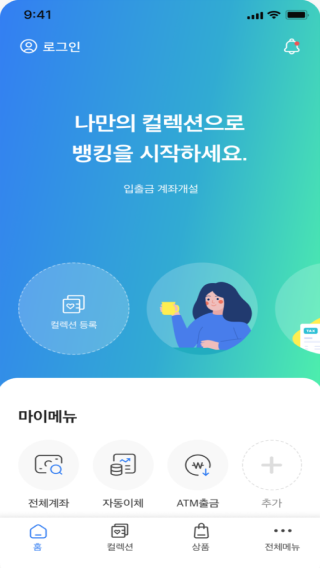 9:41
로그인
나만의 컬렉션으로
뱅킹을 시작하세요.
입출금 계좌개설
컬렉션 등록
TAX
마이메뉴
전체계좌
자동이체
ATM출금
추가
홈
컬렉션
상품
전체메뉴